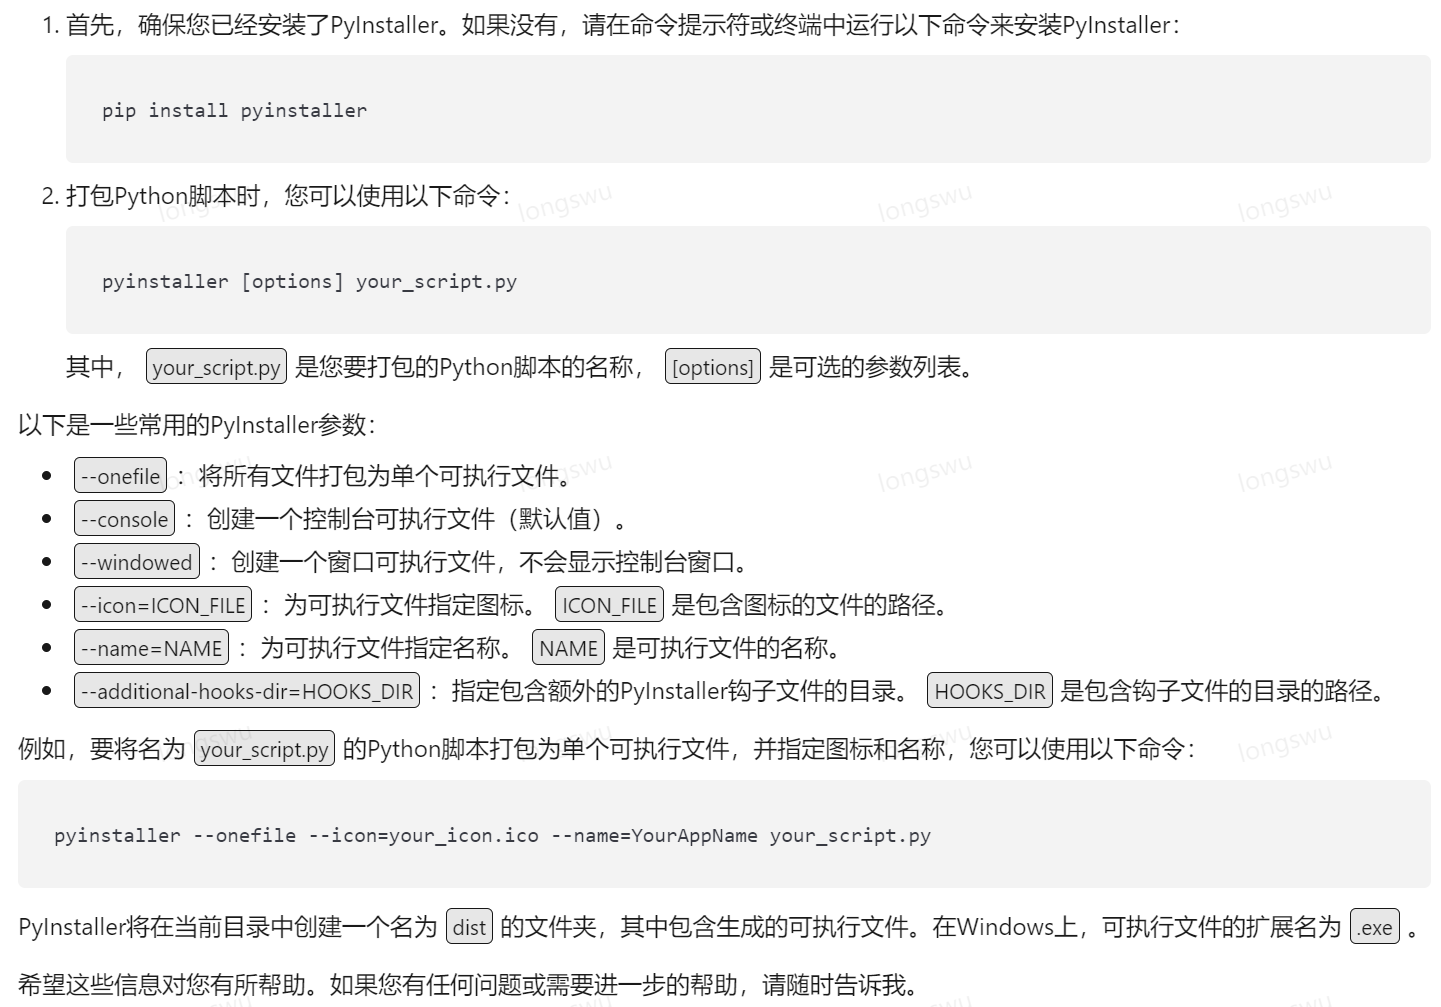 1. 首先，确保您已经安装了PyInstaller。如果没有，请在命令提示符或终端中运行以下命令来安装PyInstaller：
pip install pyinstaller
2. 打包Python脚本时，您可以使用以下命令：
pyinstaller [options] your_script.py
其中， your_script.py 是您要打包的Python脚本的名称， [options] 是可选的参数列表。
以下是一些常用的PyInstaller参数：
• --onefile ：将所有文件打包为单个可执行文件。
• --console ：创建一个控制台可执行文件（默认值）。
• --windowed ：创建一个窗口可执行文件，不会显示控制台窗口。
• --icon=ICON_FILE ：为可执行文件指定图标。 ICON_FILE 是包含图标的文件的路径。
• --name=NAME ：为可执行文件指定名称。 NAME 是可执行文件的名称。
• --additional-hooks-dir=HOOKS_DIR ：指定包含额外的PyInstaller钩子文件的目录。 HOOKS_DIR 是包含钩子文件的目录的路径。
例如，要将名为 your_script.py 的Python脚本打包为单个可执行文件，并指定图标和名称，您可以使用以下命令：
pyinstaller --onefile --icon=your_icon.ico --name=YourAppName your_script.py
PyInstaller将在当前目录中创建一个名为 dist 的文件夹，其中包含生成的可执行文件。在Windows上，可执行文件的扩展名为 .exe 。
希望这些信息对您有所帮助。如果您有任何问题或需要进一步的帮助，请随时告诉我。
longswu
longswu
longswu
longswu
longswu
longswu
longswu